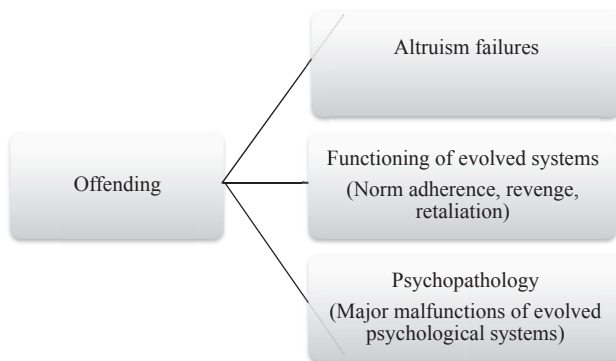 Altruism failures
Offending
Functioning of evolved systems
(Norm adherence, revenge,
retaliation)
Psychopathology
(Major malfunctions of evolved
psychological systems)